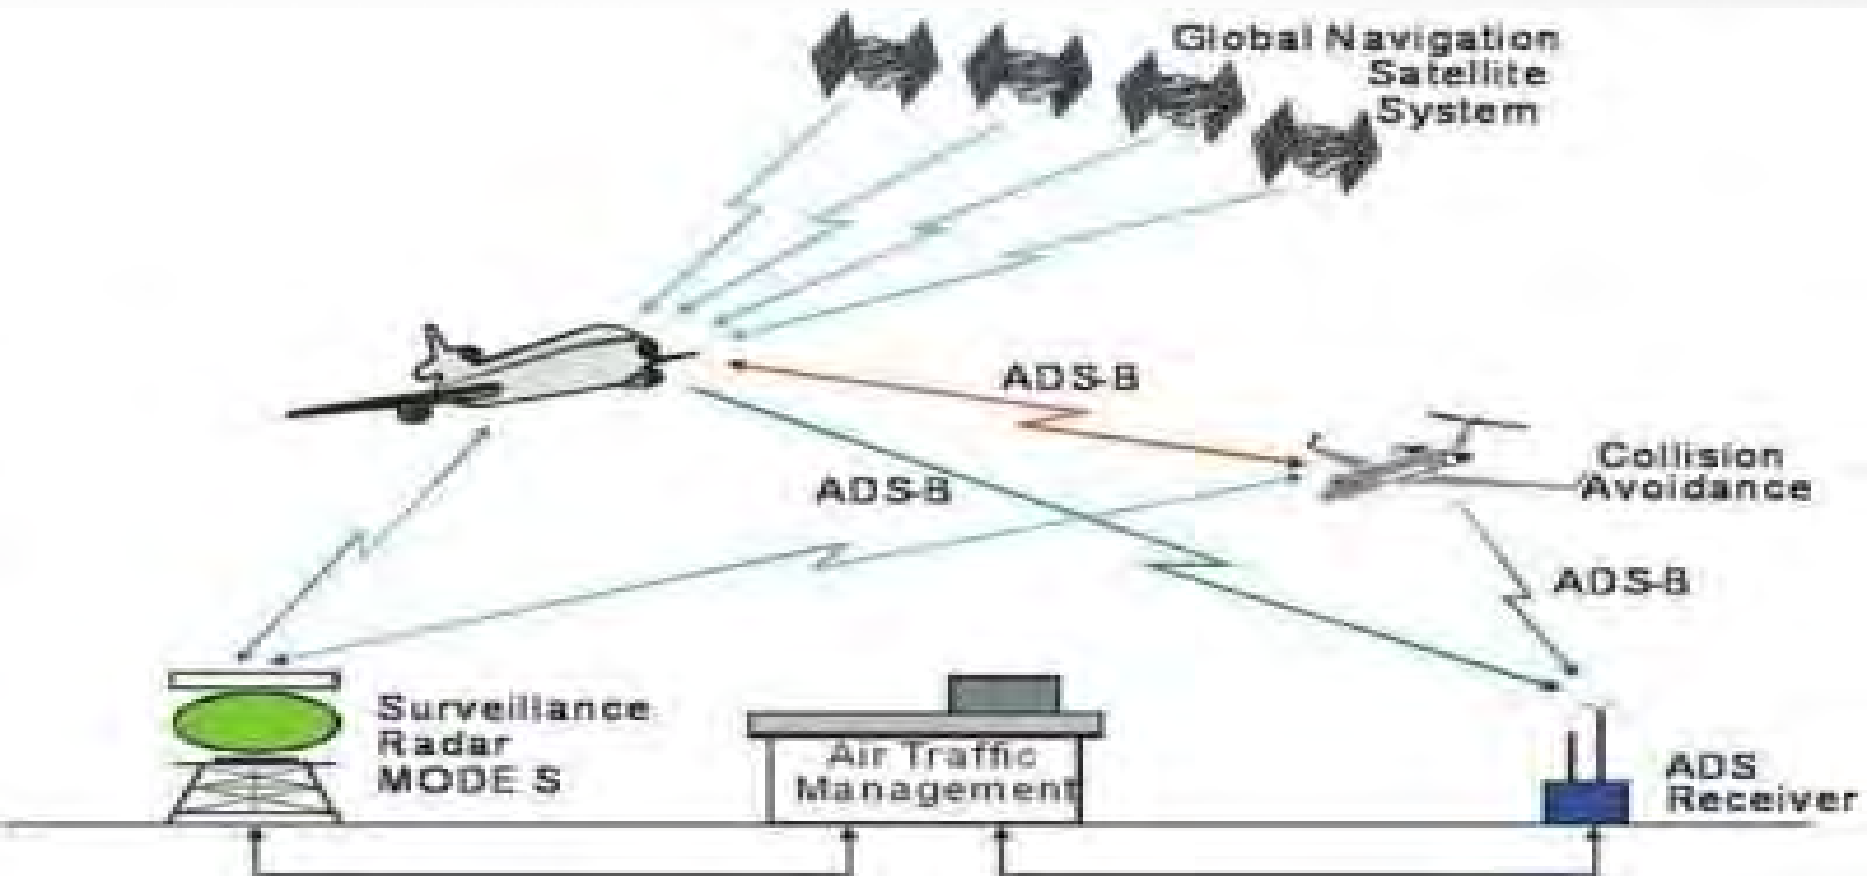 Global Navigation
Satellite
System
ADS-B
Collision
Avoidance
ADS-B
ADS-B
Surveillance
Radar
MODE S
Air Traffic
Management
ADS
Receiver